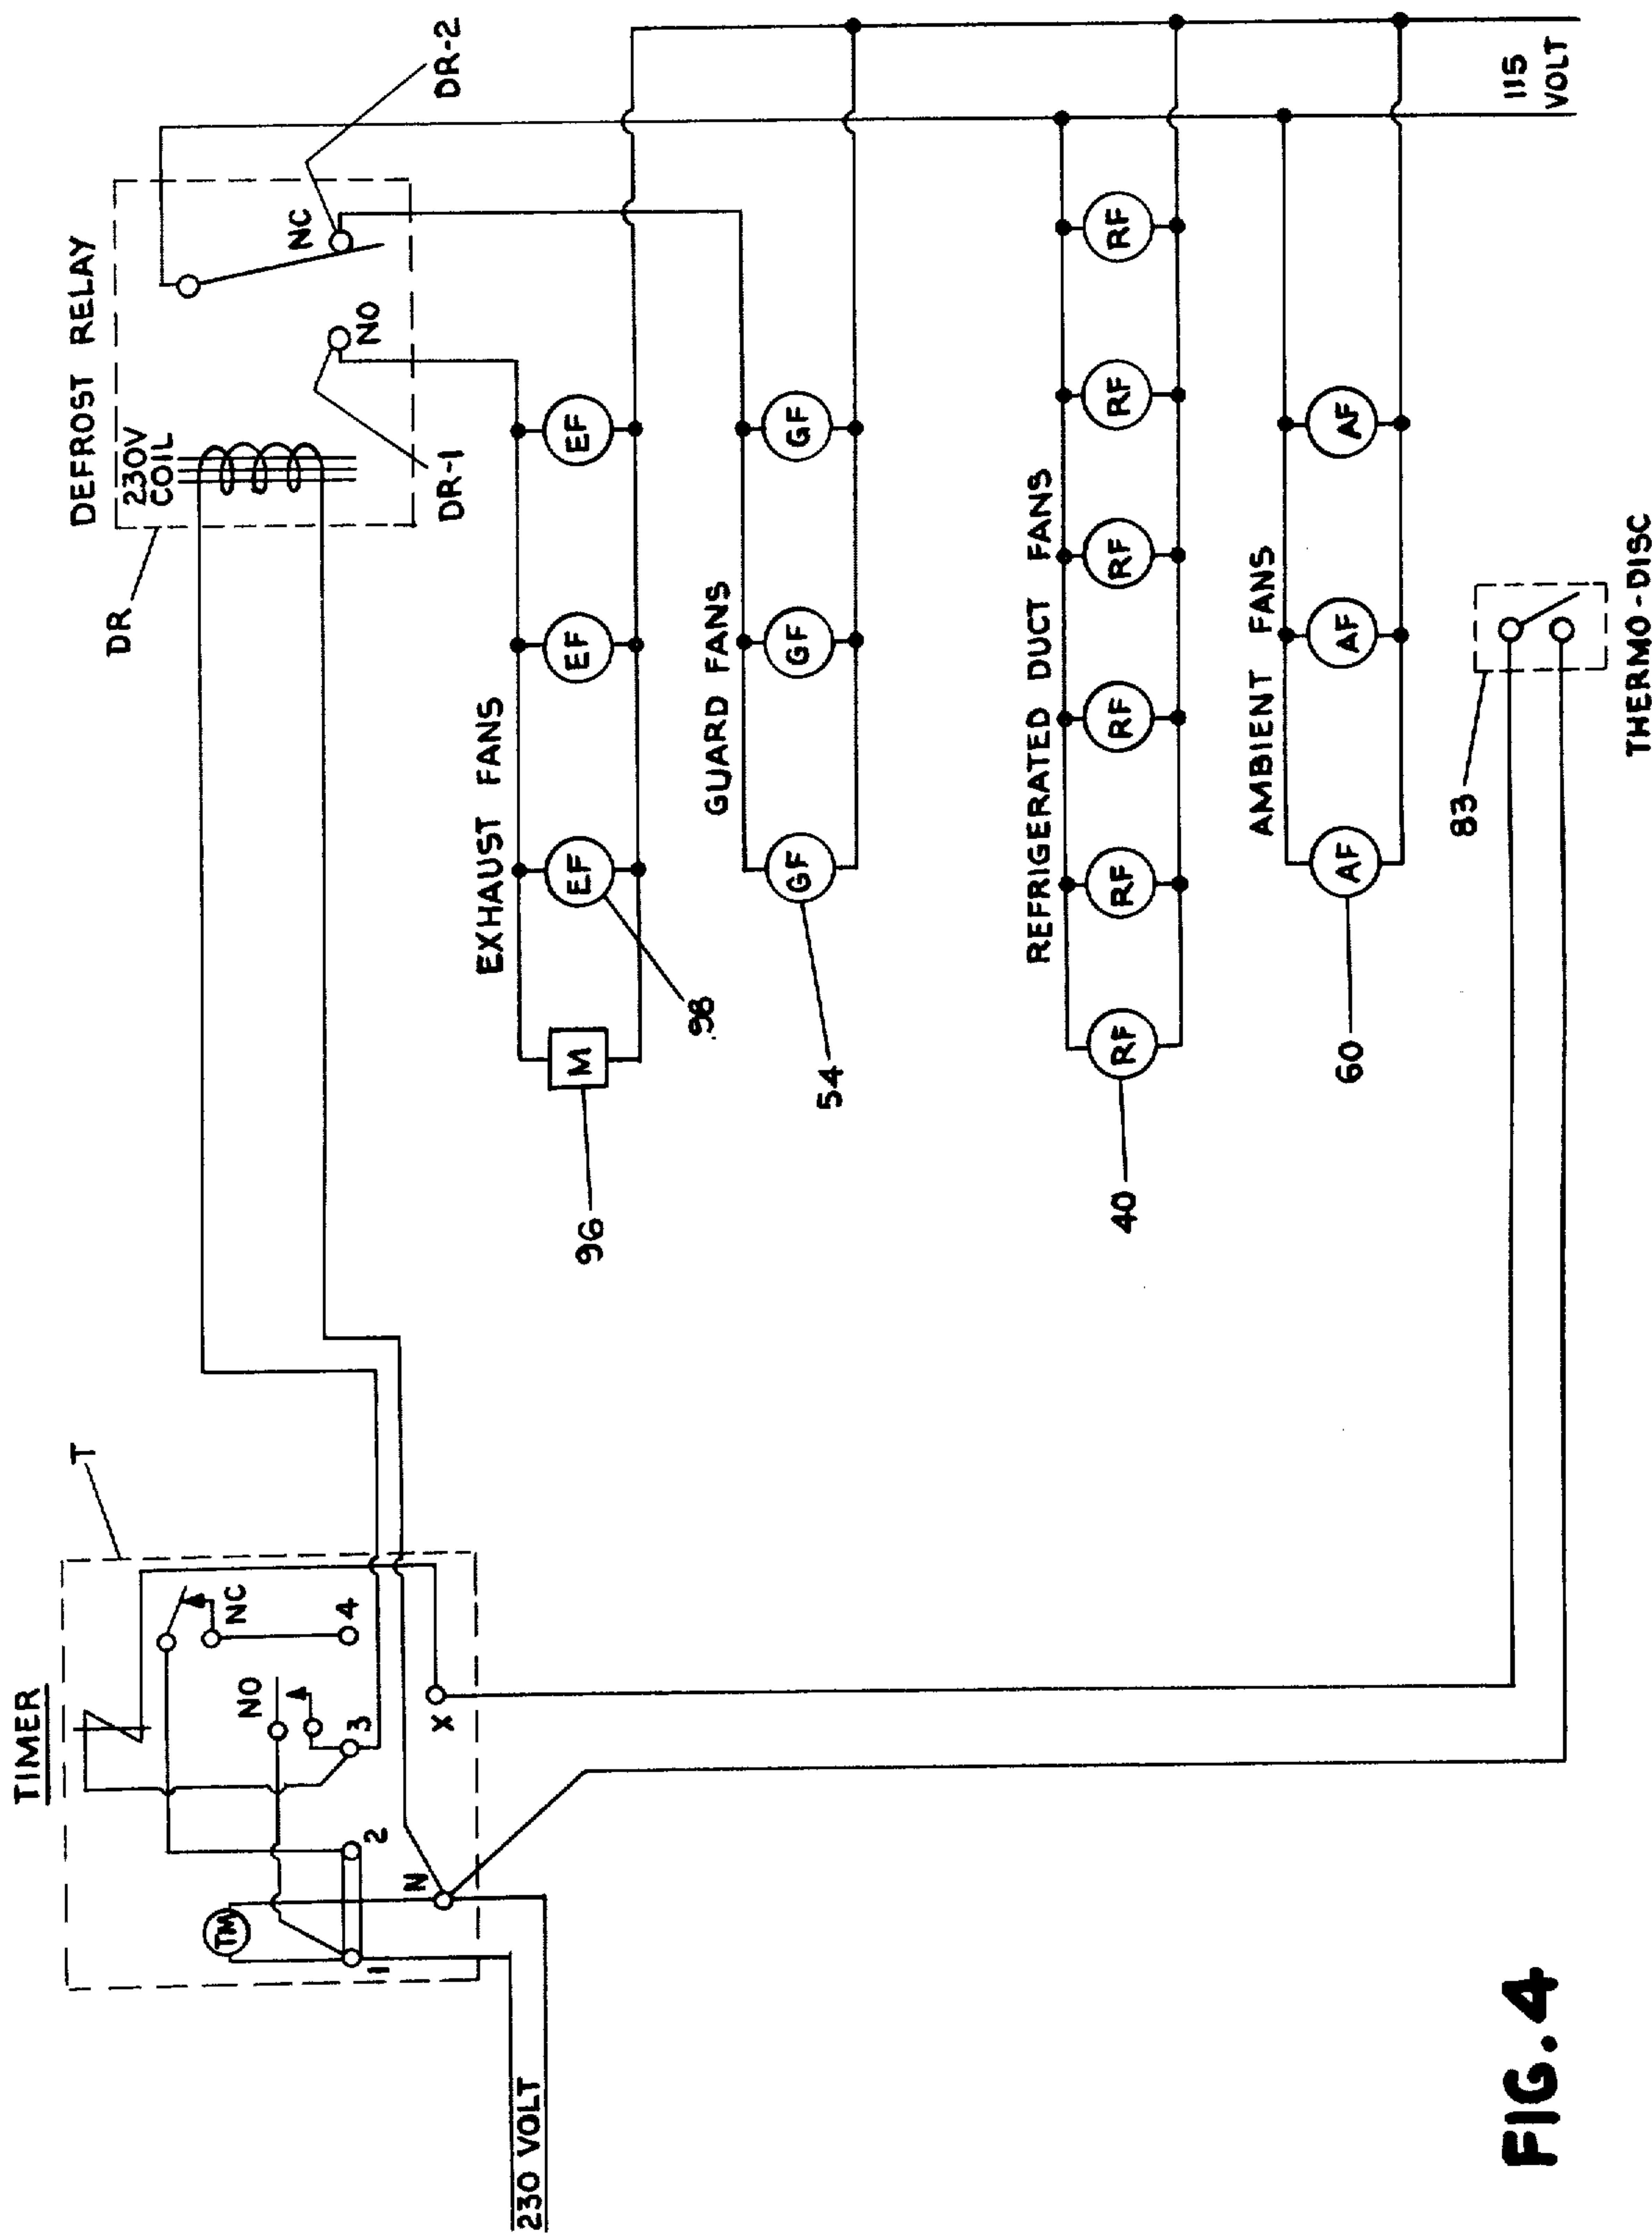 TIMER
T
TM
1
2
3
4
NO
NC
N
X
230 VOLT
DEFROST RELAY
DR
230V
COIL
NO
NC
DR-1
DR-2
EXHAUST FANS
M
EF
EF
EF
96
98
GUARD FANS
GF
GF
GF
54
REFRIGERATED DUCT FANS
RF
RF
RF
RF
RF
RF
40
AMBIENT FANS
AF
AF
AF
60
115
VOLT
83
THERMO-DISC
FIG. 4